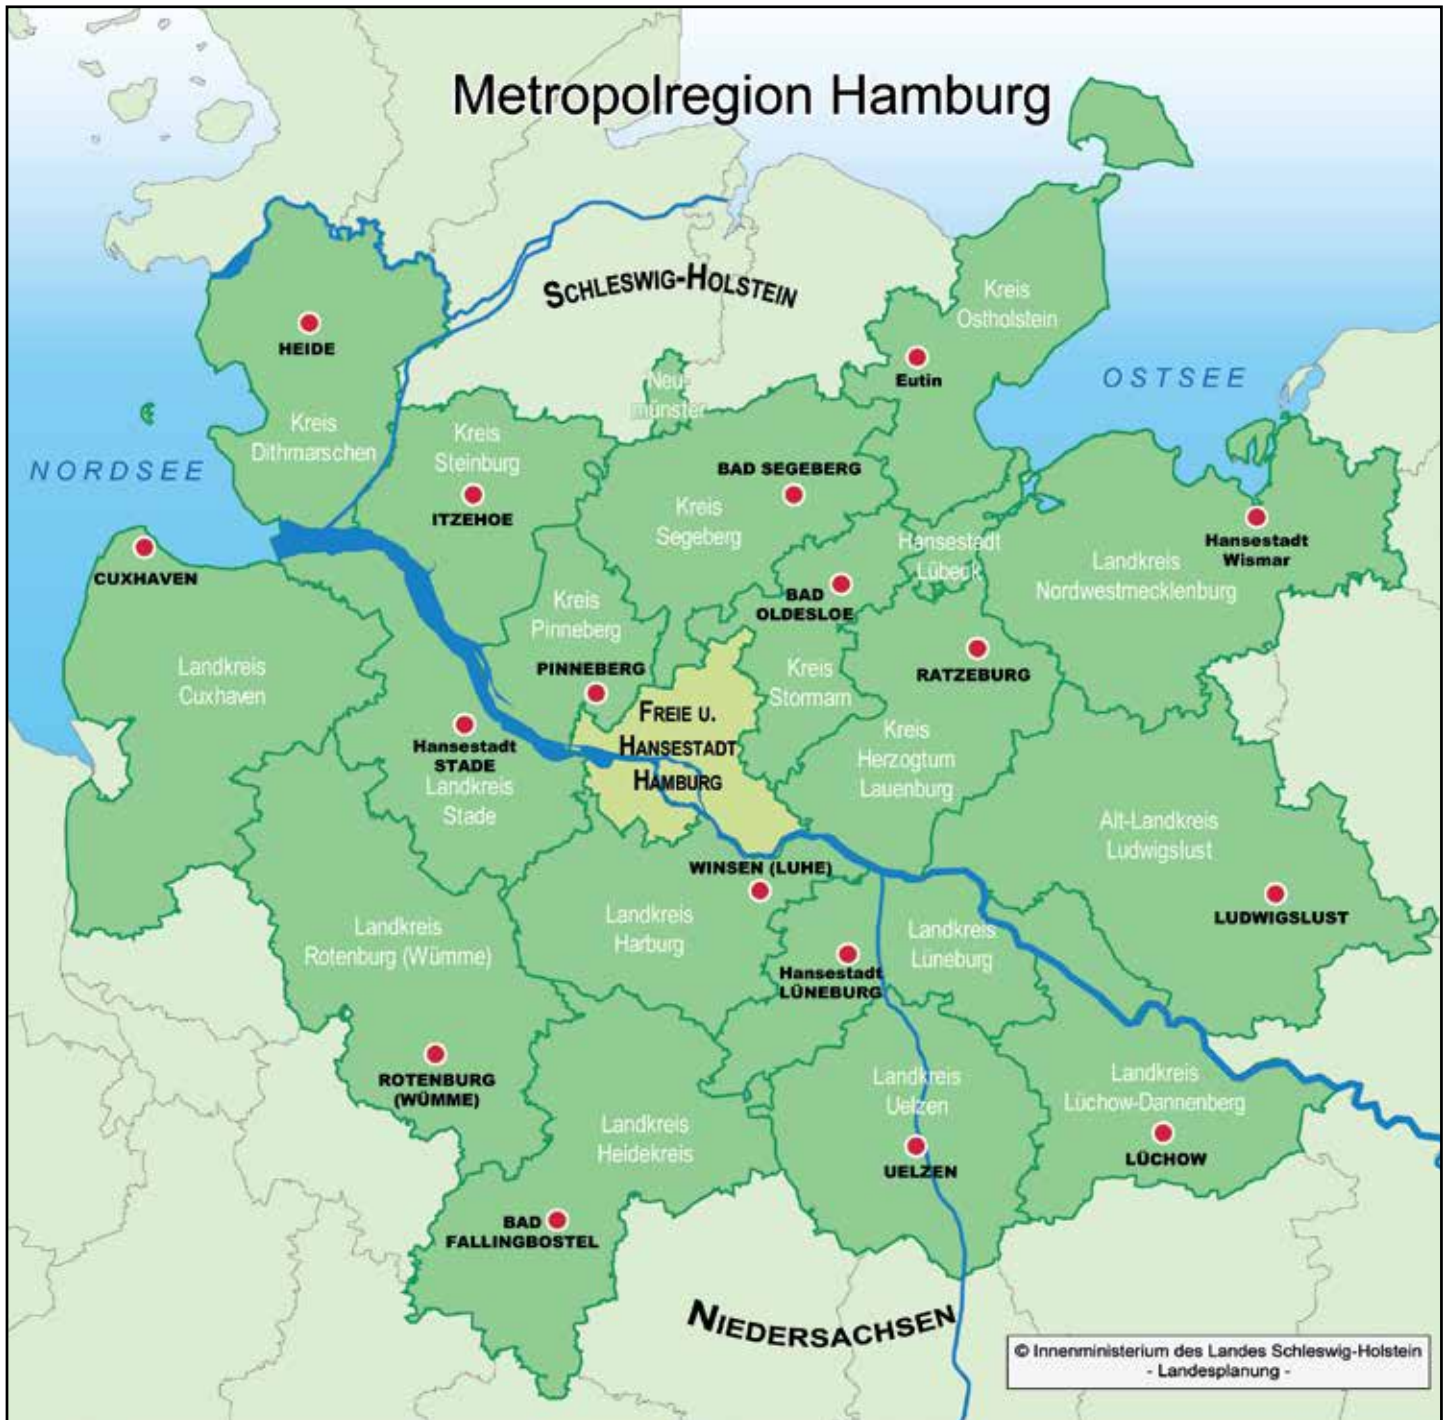 Metropolregion Hamburg
SCHLESWIG-HOLSTEIN
Kreis
Ostholstein
HEIDE
Eutin
OSTSEE
Neu-
münster
Kreis
Dithmarschen
Kreis
Steinburg
NORDSEE
BAD SEGEBERG
ITZEHOE
Kreis
Segeberg
Hansestadt
Wismar
Hansestadt
Lübeck
Landkreis
Nordwestmecklenburg
CUXHAVEN
BAD
OLDESLOE
Kreis
Pinneberg
PINNEBERG
RATZEBURG
Landkreis
Cuxhaven
Kreis
Stormarn
FREIE U.
HANSESTADT
HAMBURG
Hansestadt
STADE
Landkreis
Stade
Kreis
Herzogtum
Lauenburg
Alt-Landkreis
Ludwigslust
WINSEN (LUHE)
LUDWIGSLUST
Landkreis
Rotenburg (Wümme)
Landkreis
Harburg
Landkreis
Lüneburg
Hansestadt
LÜNEBURG
ROTENBURG
(WÜMME)
Landkreis
Uelzen
Landkreis
Lüchow-Dannenberg
Landkreis
Heidekreis
UELZEN
LÜCHOW
BAD
FALLINGBOSTEL
NIEDERSACHSEN
© Innenministerium des Landes Schleswig-Holstein
- Landesplanung -